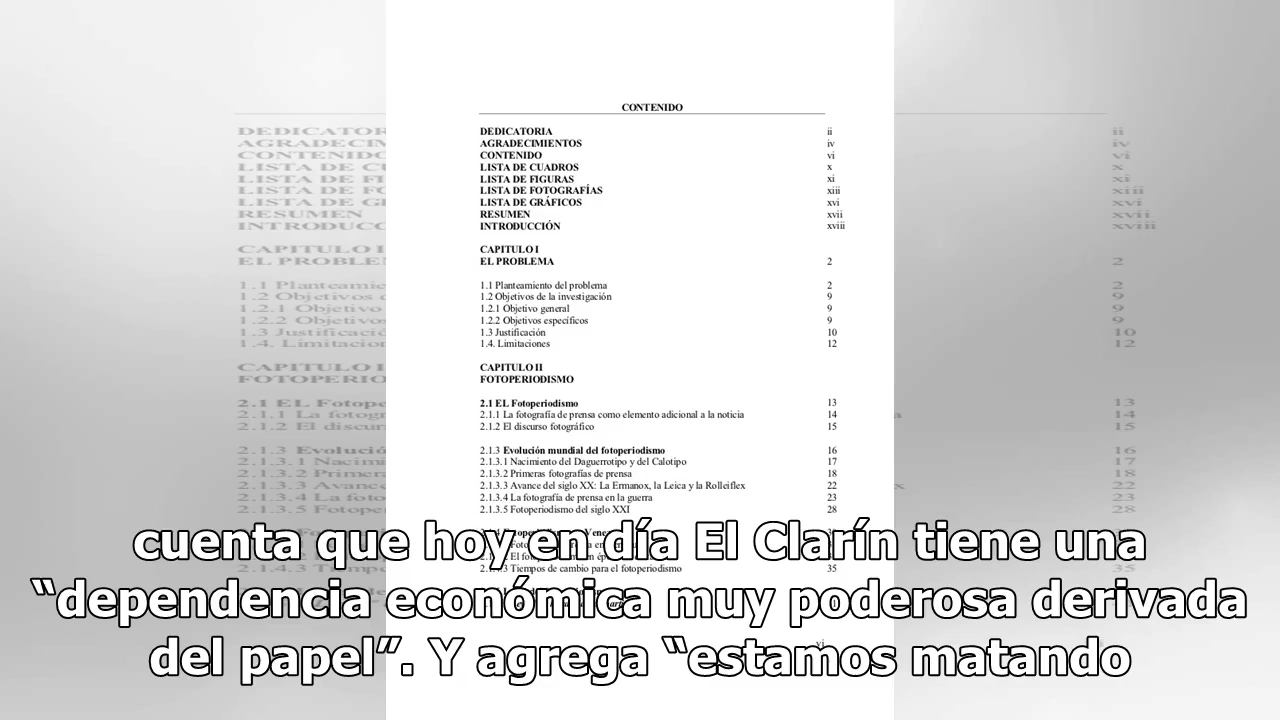 CONTENIDO
DEDICATORIA ii
AGRADECIMIENTOS iv
CONTENIDO vi
LISTA DE CUADROS x
LISTA DE FIGURAS xi
LISTA DE FOTOGRAFÍAS xiii
LISTA DE GRÁFICOS xvi
RESUMEN xvii
INTRODUCCIÓN xviii
CAPITULO I
EL PROBLEMA 2
1.1 Planteamiento del problema 2
1.2 Objetivos de la investigación 9
1.2.1 Objetivo general 9
1.2.2 Objetivos específicos 9
1.3 Justificación 10
1.4. Limitaciones 12
CAPITULO II
FOTOPERIODISMO
2.1 EL Fotoperiodismo 13
2.1.1 La fotografía de prensa como elemento adicional a la noticia 14
2.1.2 El discurso fotográfico 15
2.1.3 Evolución mundial del fotoperiodismo 16
2.1.3.1 Nacimiento del Daguerrotipo y del Calotipo 17
2.1.3.2 Primeras fotografías de prensa 18
2.1.3.3 Avance del siglo XX: La Ermanox, la Leica y la Rolleiflex 22
2.1.3.4 La fotografía de prensa en la guerra 23
2.1.3.5 Fotoperiodismo del siglo XXI 28
Tiempos de cambio para el fotoperiodismo 35
vi
cuenta que hoy en día El Clarín tiene una
“dependencia económica muy poderosa derivada
del papel”. Y agrega “estamos matando